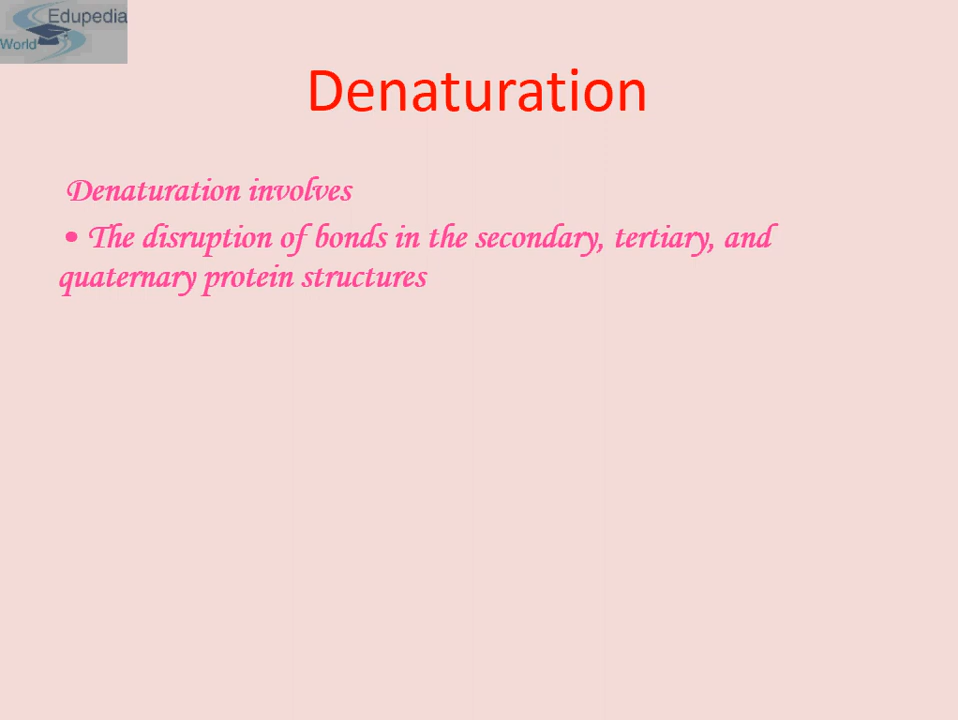 Edupedia
World
Denaturation
Denaturation involves
• The disruption of bonds in the secondary, tertiary, and
quaternary protein structures